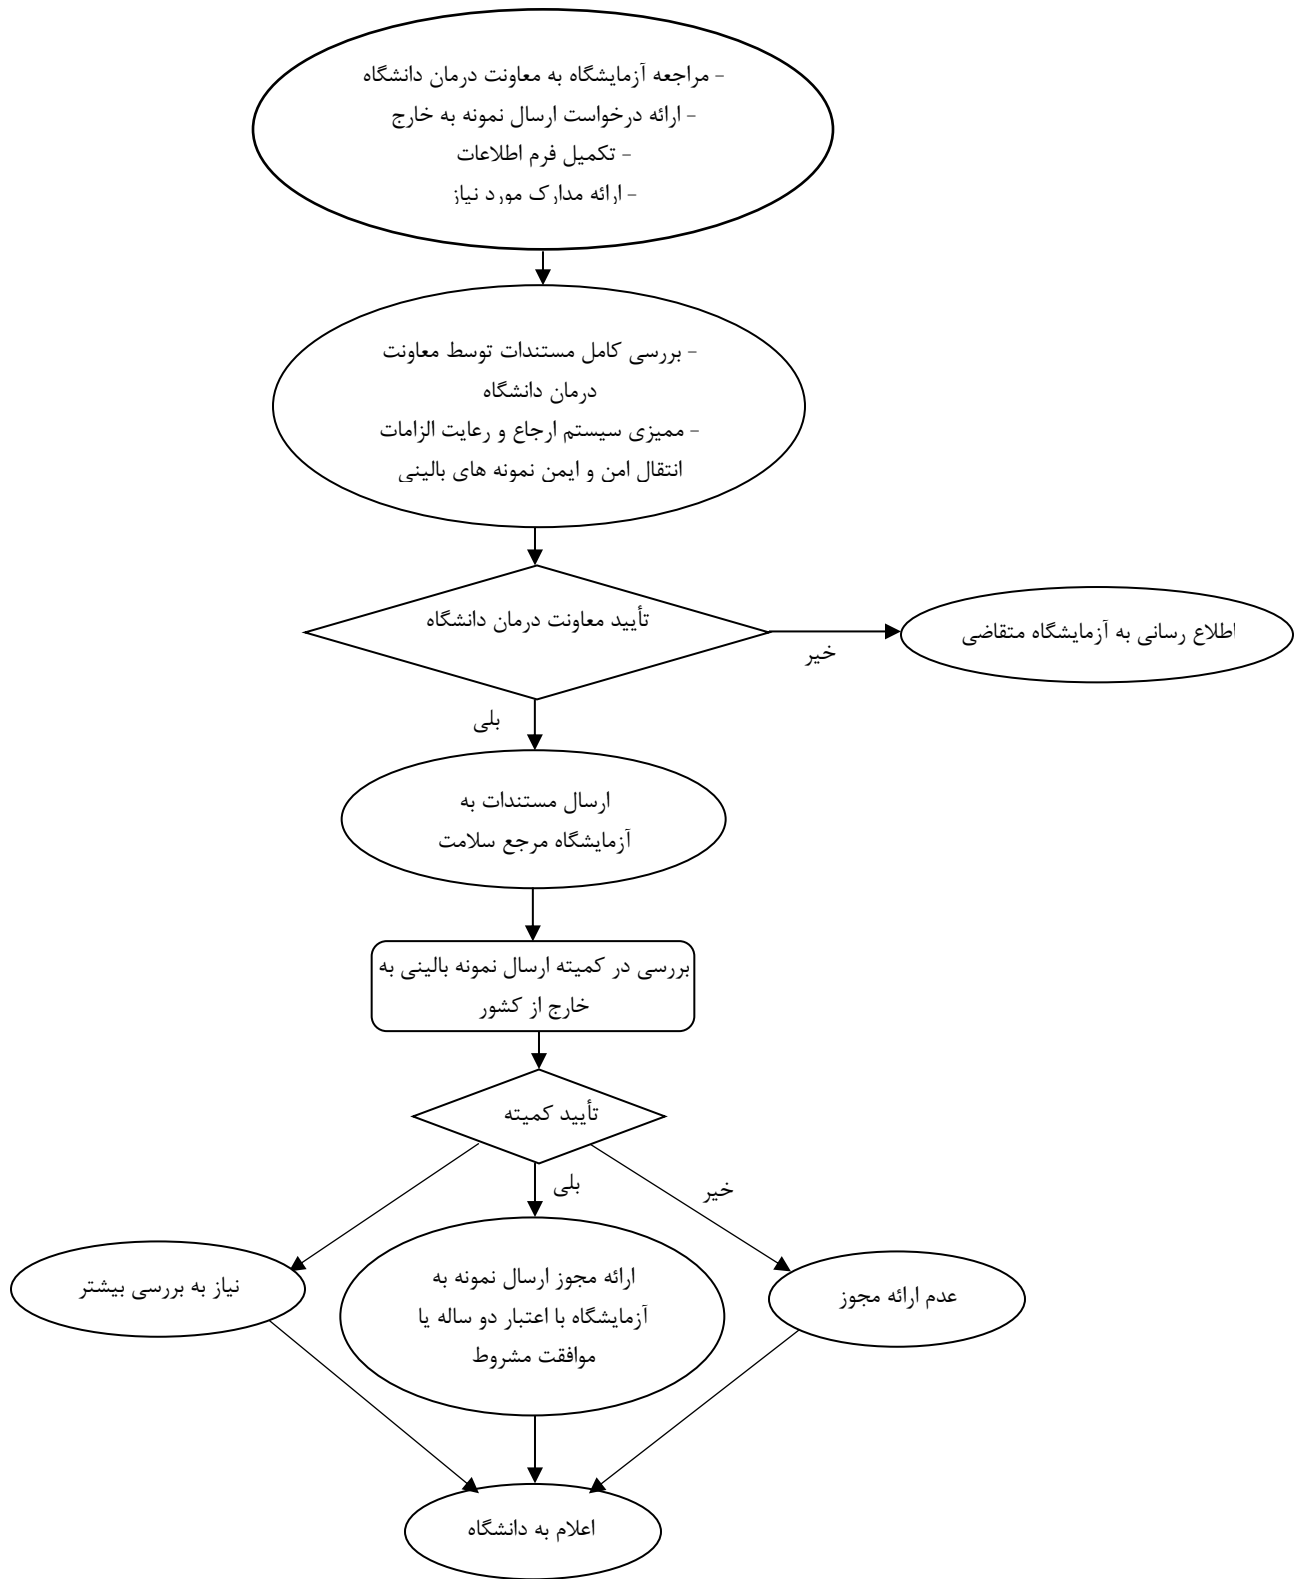 - مراجعه آزمایشگاه به معاونت درمان دانشگاه
- ارائه درخواست ارسال نمونه به خارج
- تکمیل فرم اطلاعات
- ارائه مدارک مورد نیاز
- بررسی کامل مستندات توسط معاونت
درمان دانشگاه
- ممیزی سیستم ارجاع و رعایت الزامات
انتقال امن و ایمن نمونه های بالینی
تأیید معاونت درمان دانشگاه
خیر
اطلاع رسانی به آزمایشگاه متقاضی
بلی
ارسال مستندات به
آزمایشگاه مرجع سلامت
بررسی در کمیته ارسال نمونه بالینی به
خارج از کشور
تأیید کمیته
خیر
بلی
عدم ارائه مجوز
ارائه مجوز ارسال نمونه به
آزمایشگاه با اعتبار دو ساله یا
موافقت مشروط
نیاز به بررسی بیشتر
اعلام به دانشگاه